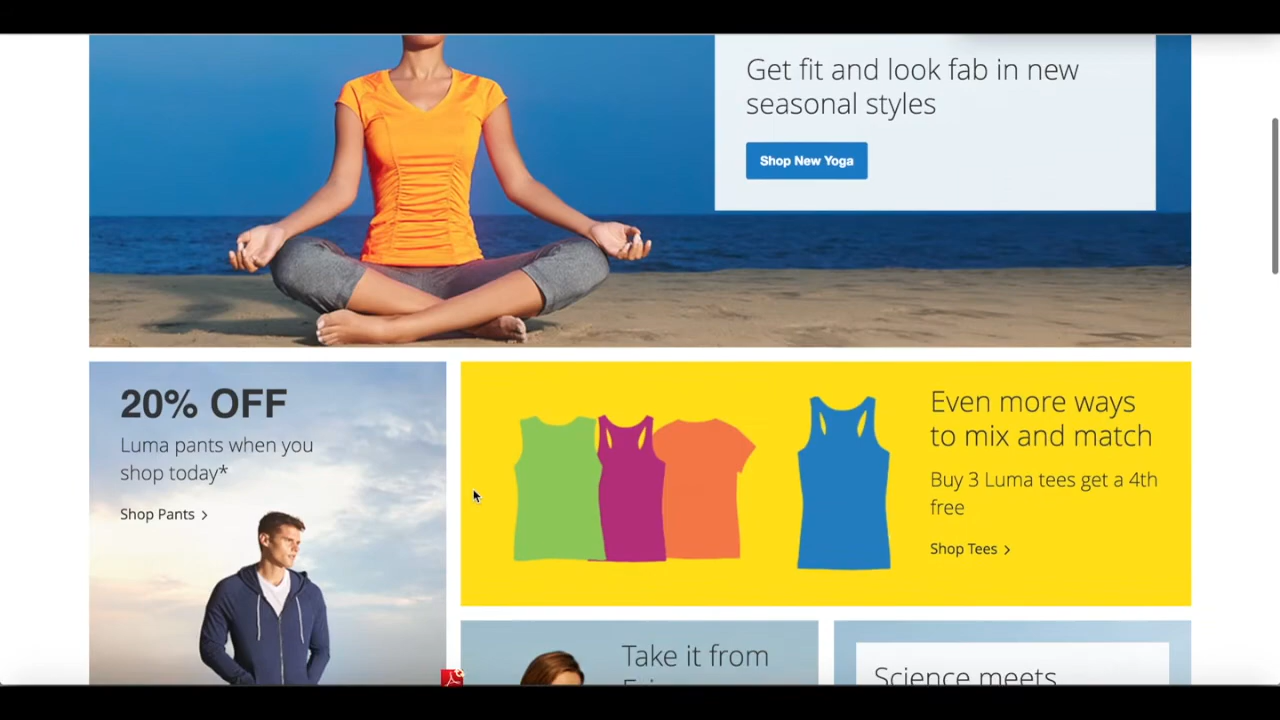 Get fit and look fab in new
seasonal styles
Shop New Yoga
20% OFF
Luma pants when you
shop today*
Shop Pants >
Even more ways
to mix and match
Buy 3 Luma tees get a 4th
free
Shop Tees >
Take it from
Science meets